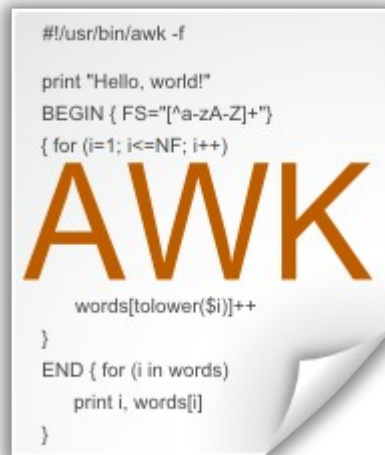 #!/usr/bin/awk -f
print "Hello, world!"
BEGIN { FS="[^a-zA-Z]+"}
{ for (i=1; i<=NF; i++)
AWK
words[tolower($i)]++
}
END { for (i in words)
print i, words[i]
}